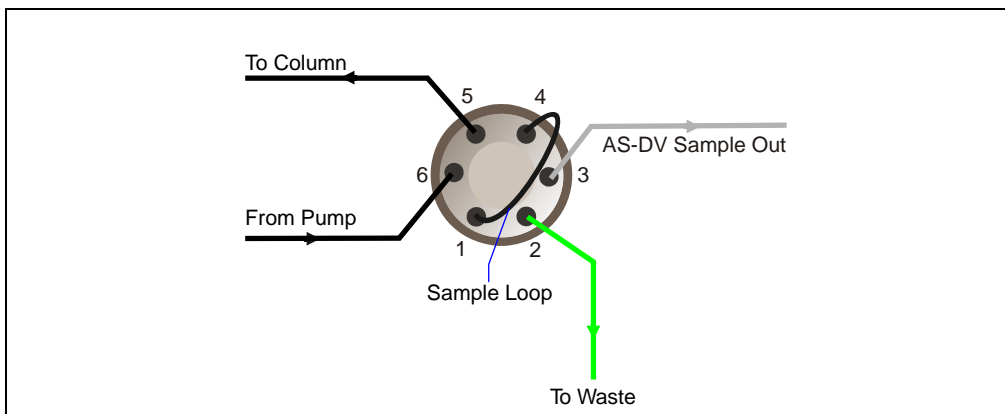 To Column
5
4
AS-DV Sample Out
6
3
From Pump
1
2
Sample Loop
To Waste